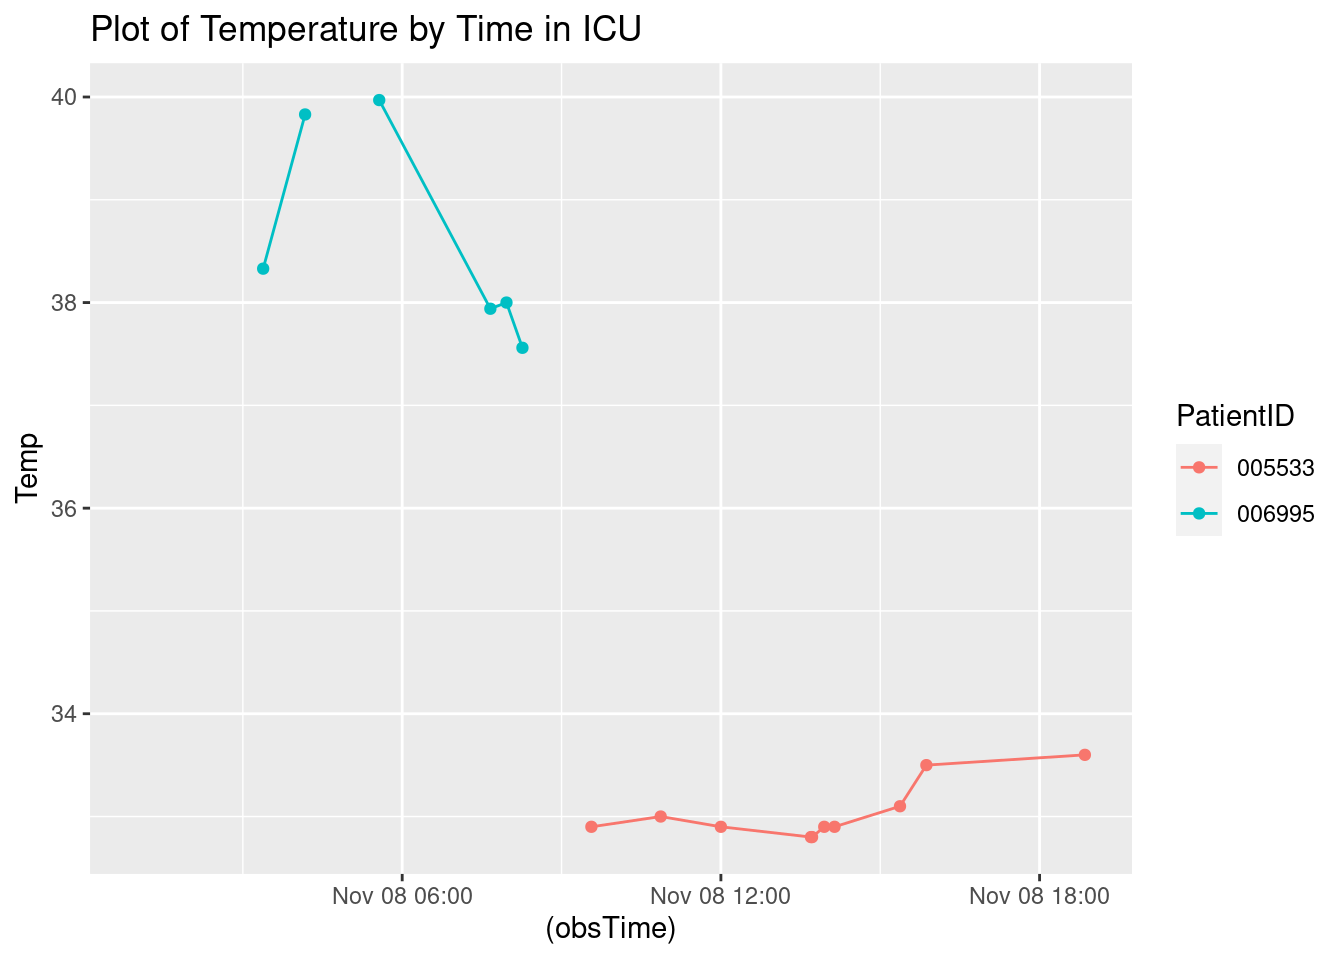 Plot of Temperature by Time in ICU
40
38
36
34
Temp
Nov 08 06:00
Nov 08 12:00
Nov 08 18:00
(obsTime)
PatientID
005533
006995